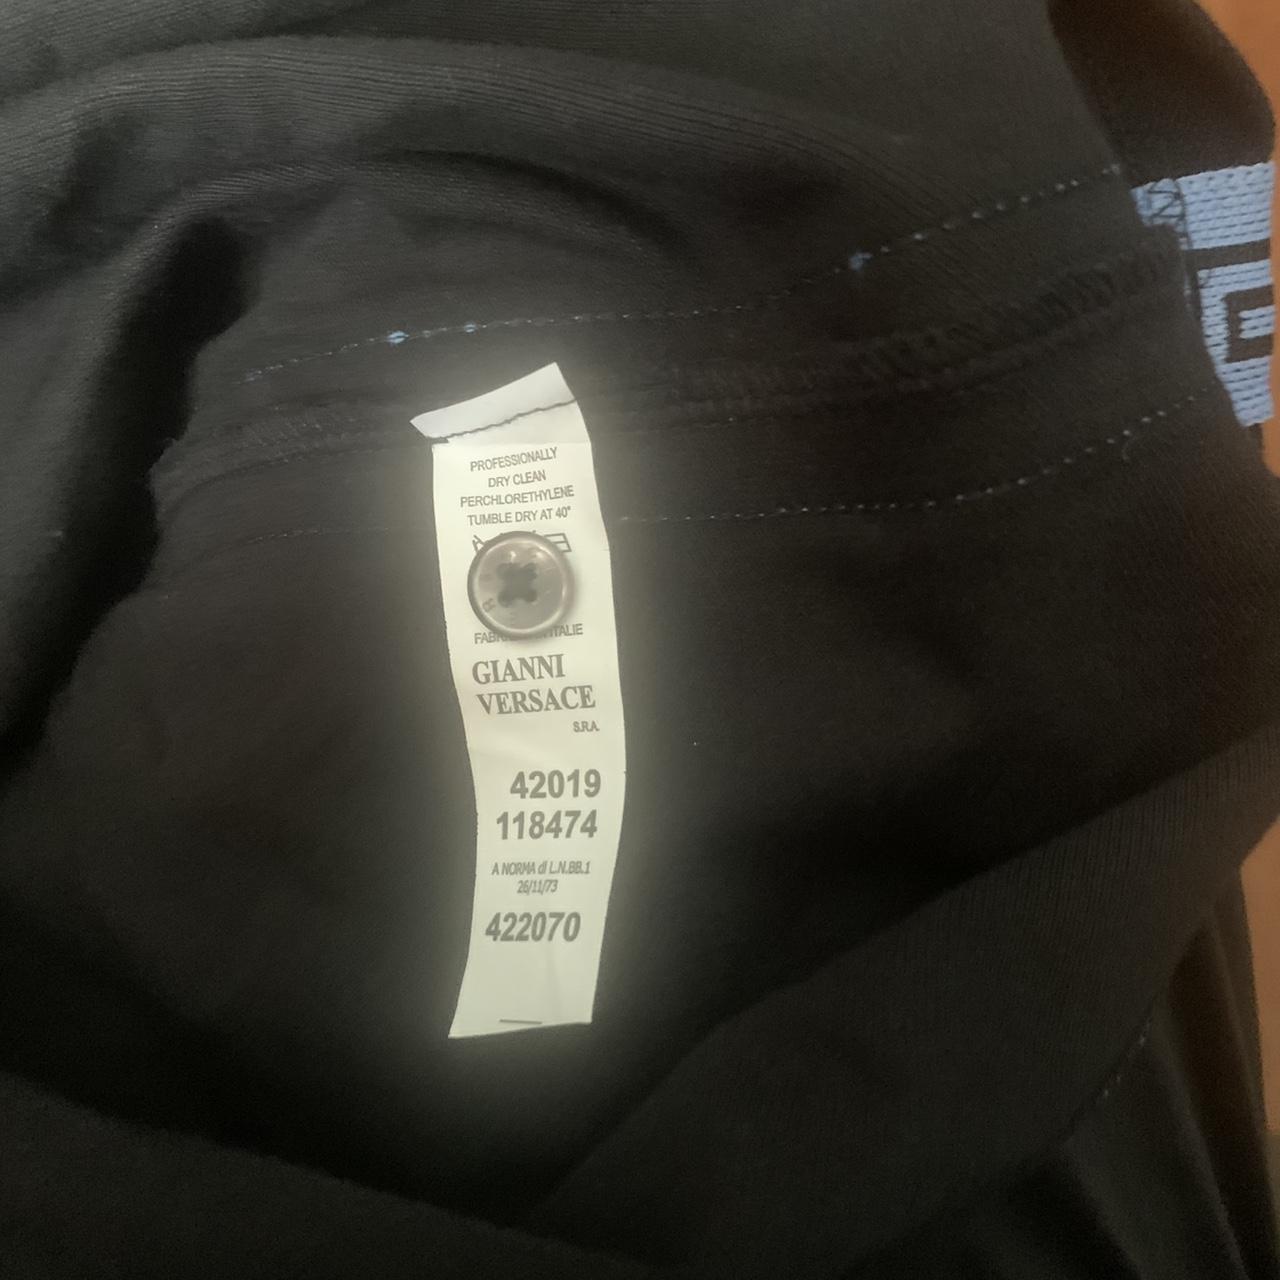 PROFESSIONALLY
DRY CLEAN
PERCHLORETHYLENE
TUMBLE DRY AT 40°
ITALIE
GIANNI
VERSACE
S.R.A.
42019
118474
A NORMA di L.N.BB.1
26/11/73
422070